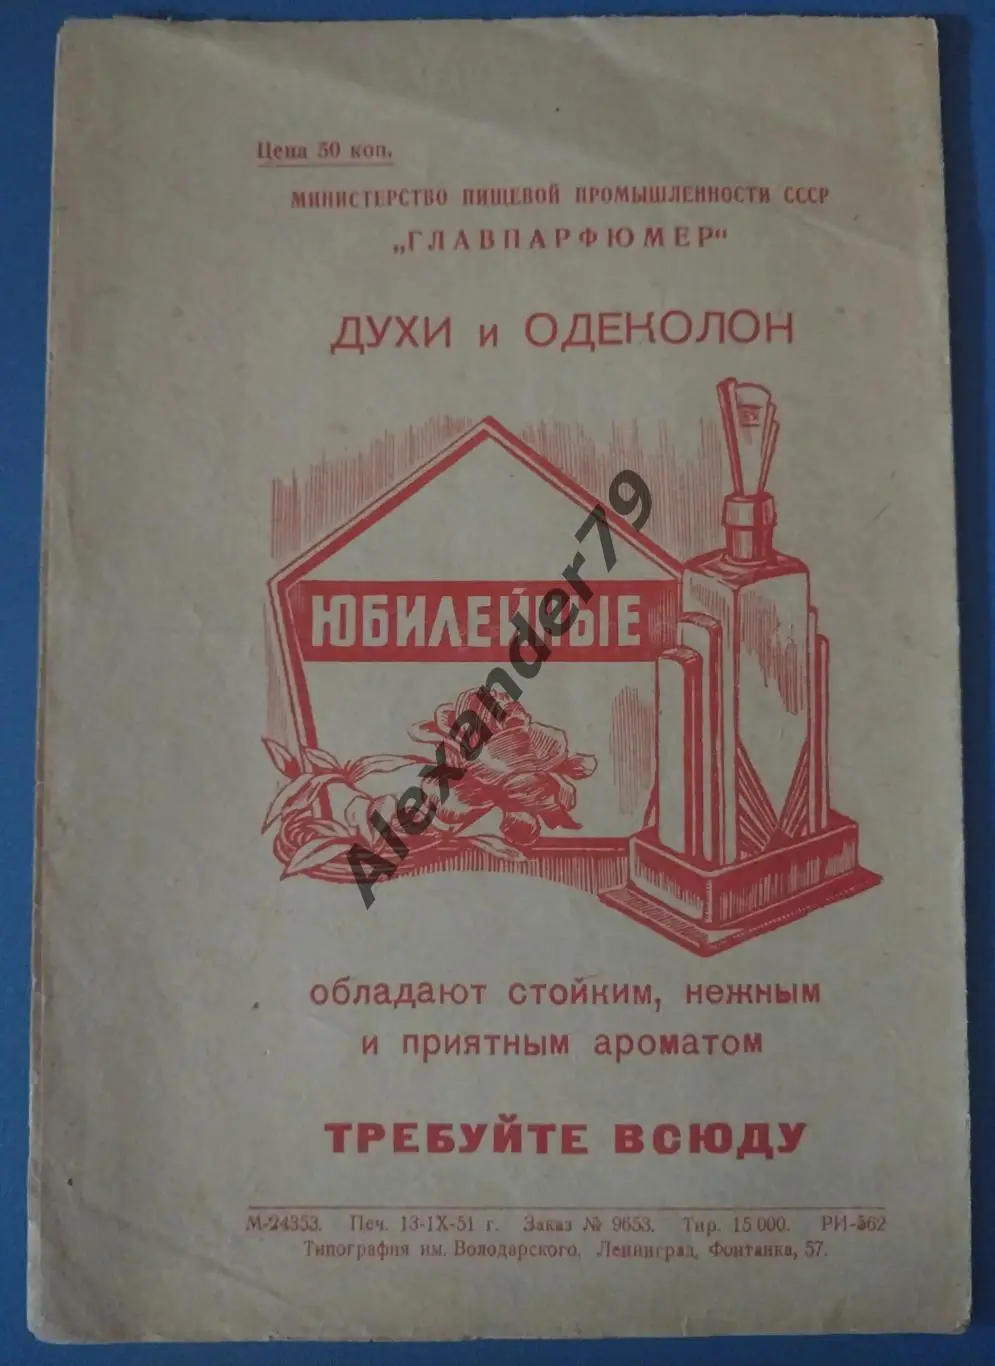 Цена 50 коп.
МИНИСТЕРСТВО ПИЩЕВОЙ ПРОМЫШЛЕННОСТИ СССР
„ГЛАВПАРФЮМЕР“
ДУХИ и ОДЕКОЛОН
ЮБИЛЕЙНЫЕ
Alexander79
обладают стойким, нежным
и приятным ароматом
ТРЕБУЙТЕ ВСЮДУ
М-24353. Печ. 13-IX-51 г. Заказ № 9653. Тир. 15 000. РИ-562
Типография им. Володарского, Ленинград, Фонтанка, 57.